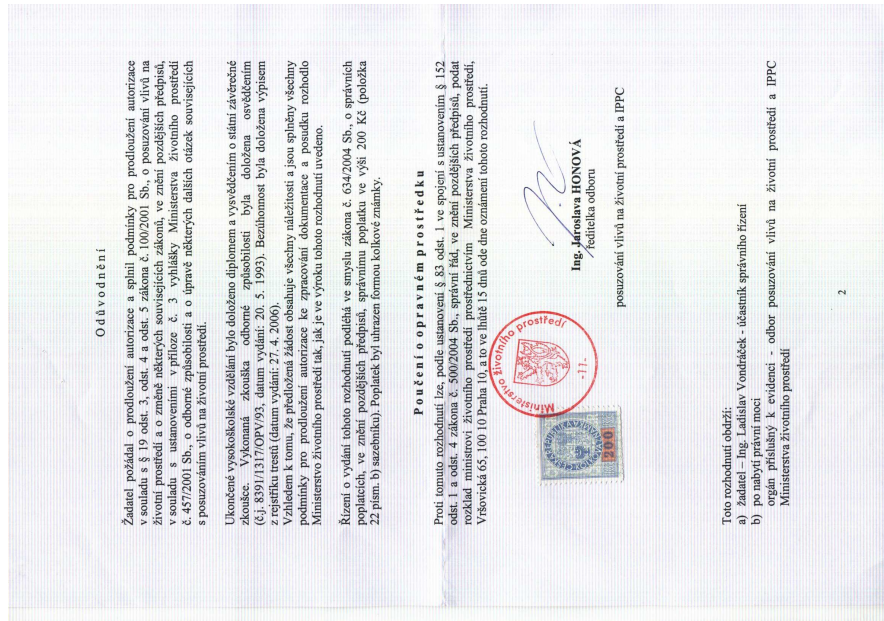 O d ů v o d n ě n í
Žadatel požádal o prodloužení autorizace a splnil podmínky pro prodloužení autorizace
v souladu s § 19 odst. 3, odst. 4 a odst. 5 zákona č. 100/2001 Sb., o posuzování vlivů na
životní prostředí a o změně některých souvisejících zákonů, ve znění pozdějších předpisů,
v souladu s ustanoveními v příloze č. 3 vyhlášky Ministerstva životního prostředí
č. 457/2001 Sb., o odborné způsobilosti a o úpravě některých dalších otázek souvisejících
s posuzováním vlivů na životní prostředí.
Ukončené vysokoškolské vzdělání bylo doloženo diplomem a vysvědčením o státní závěrečné
zkoušce. Vykonaná zkouška odborné způsobilosti byla doložena osvědčením
(č.j. 8391/1317/OPV/93, datum vydání: 20. 5. 1993). Bezúhonnost byla doložena výpisem
z rejstříku trestů (datum vydání: 27. 4. 2006).
Vzhledem k tomu, že předložená žádost obsahuje všechny náležitosti a jsou splněny všechny
podmínky pro prodloužení autorizace ke zpracování dokumentace a posudku rozhodlo
Ministerstvo životního prostředí tak, jak je ve výroku tohoto rozhodnutí uvedeno.
Řízení o vydání tohoto rozhodnutí podléhá ve smyslu zákona č. 634/2004 Sb., o správních
poplatcích, ve znění pozdějších předpisů, správnímu poplatku ve výši 200 Kč (položka
22 písm. b) sazebníku). Poplatek byl uhrazen formou kolkové známky.
P o u č e n í o o p r a v n é m p r o s t ř e d k u
Proti tomuto rozhodnutí lze, podle ustanovení § 83 odst. 1 ve spojení s ustanovením § 152
odst. 1 a odst. 4 zákona č. 500/2004 Sb., správní řád, ve znění pozdějších předpisů, podat
rozklad ministrovi životního prostředí prostřednictvím Ministerstva životního prostředí,
Vršovická 65, 100 10 Praha 10, a to ve lhůtě 15 dnů ode dne oznámení tohoto rozhodnutí.
200
Ministerstvo životního prostředí
-11-
Ing. Jaroslava HONOVÁ
ředitelka odboru
posuzování vlivů na životní prostředí a IPPC
Toto rozhodnutí obdrží:
a) žadatel – Ing. Ladislav Vondráček - účastník správního řízení
b) po nabytí právní moci
orgán příslušný k evidenci - odbor posuzování vlivů na životní prostředí a IPPC
Ministerstva životního prostředí
2